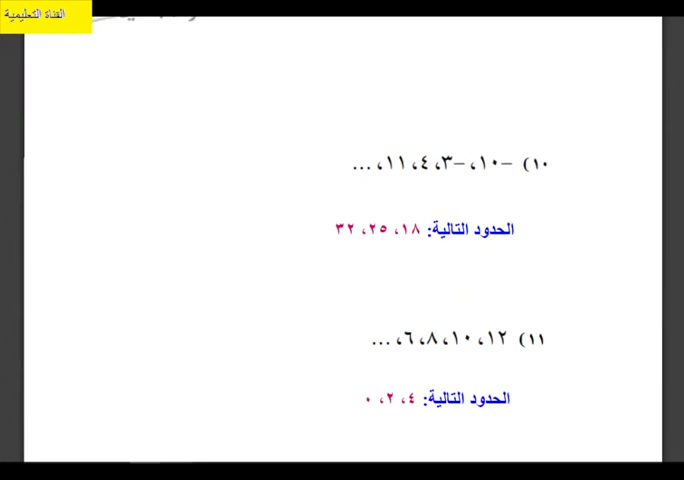 القناة التعليمية
١٠) –١٠، –٣، ٤، ١١، ...
الحدود التالية: ١٨، ٢٥، ٣٢
١١) ١٢، ١٠، ٨، ٦، ...
الحدود التالية: ٤، ٢، ٠